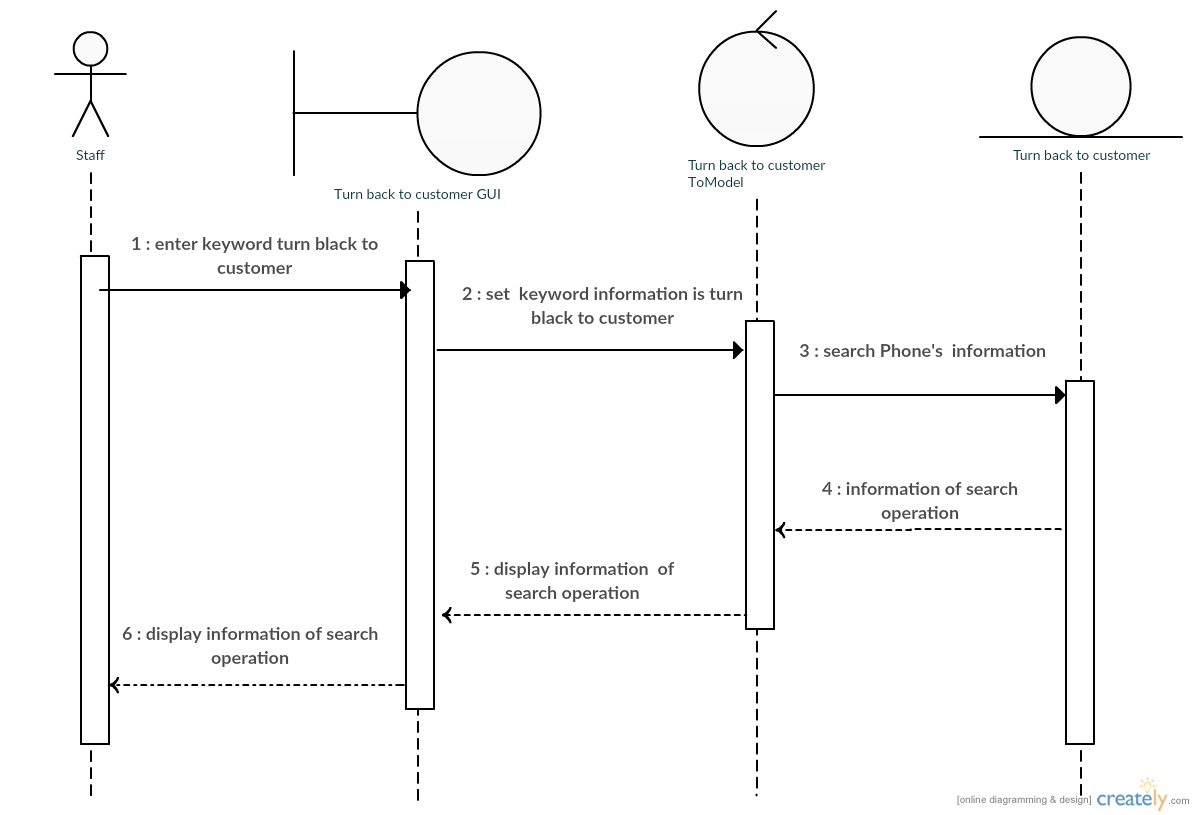 Staff
Turn back to customer GUI
Turn back to customer
ToModel
Turn back to customer
1 : enter keyword turn black to
customer
2 : set  keyword information is turn
black to customer
3 : search Phone's  information
4 : information of search
operation
5 : display information  of
search operation
6 : display information of search
operation
[online diagramming & design] creately.com